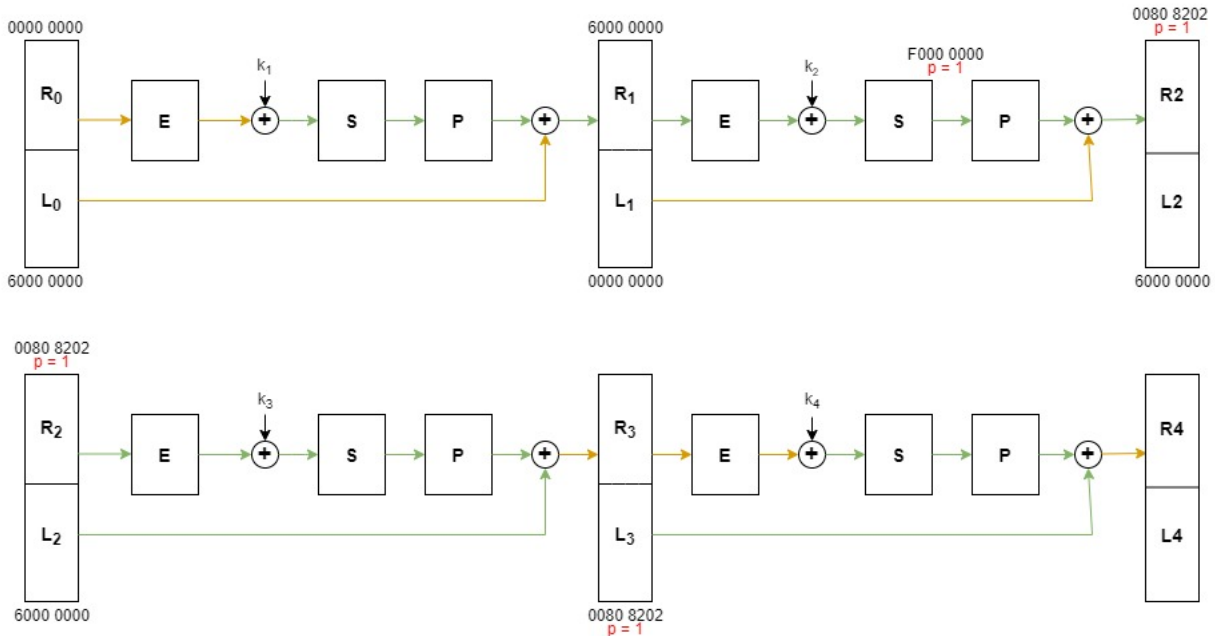 0000 0000
6000 0000
0080 8202
p = 1
R0
E
k1
+
S
P
+
R1
E
k2
+
F000 0000
p = 1
S
P
+
R2
L0
L1
L2
6000 0000
0000 0000
6000 0000
0080 8202
p = 1
R2
E
k3
+
S
P
+
R3
E
k4
+
S
P
+
R4
L2
L3
L4
6000 0000
0080 8202
p = 1